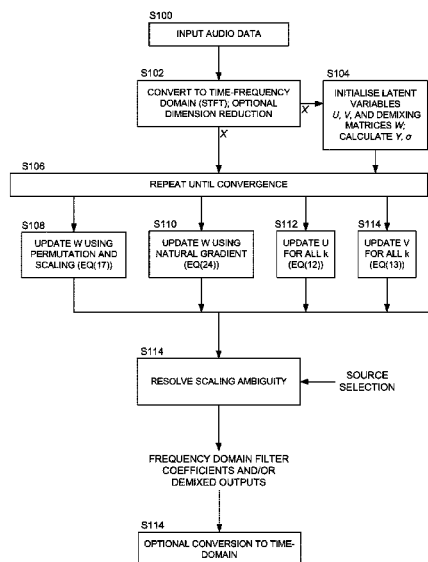 S100
INPUT AUDIO DATA
S102
CONVERT TO TIME-FREQUENCY
DOMAIN (STFT); OPTIONAL
DIMENSION REDUCTION
X
X
S104
INITIALISE LATENT
VARIABLES
U, V, AND DEMIXING
MATRICES W;
CALCULATE Y, σ
S106
REPEAT UNTIL CONVERGENCE
S108
UPDATE W USING
PERMUTATION AND
SCALING (EQ(17))
S110
UPDATE W USING
NATURAL GRADIENT
(EQ(24))
S112
UPDATE U
FOR ALL k
(EQ(12))
S114
UPDATE V
FOR ALL k
(EQ(13))
S114
RESOLVE SCALING AMBIGUITY
SOURCE
SELECTION
FREQUENCY DOMAIN FILTER
COEFFICIENTS AND/OR
DEMIXED OUTPUTS
S114
OPTIONAL CONVERSION TO TIME-
DOMAIN